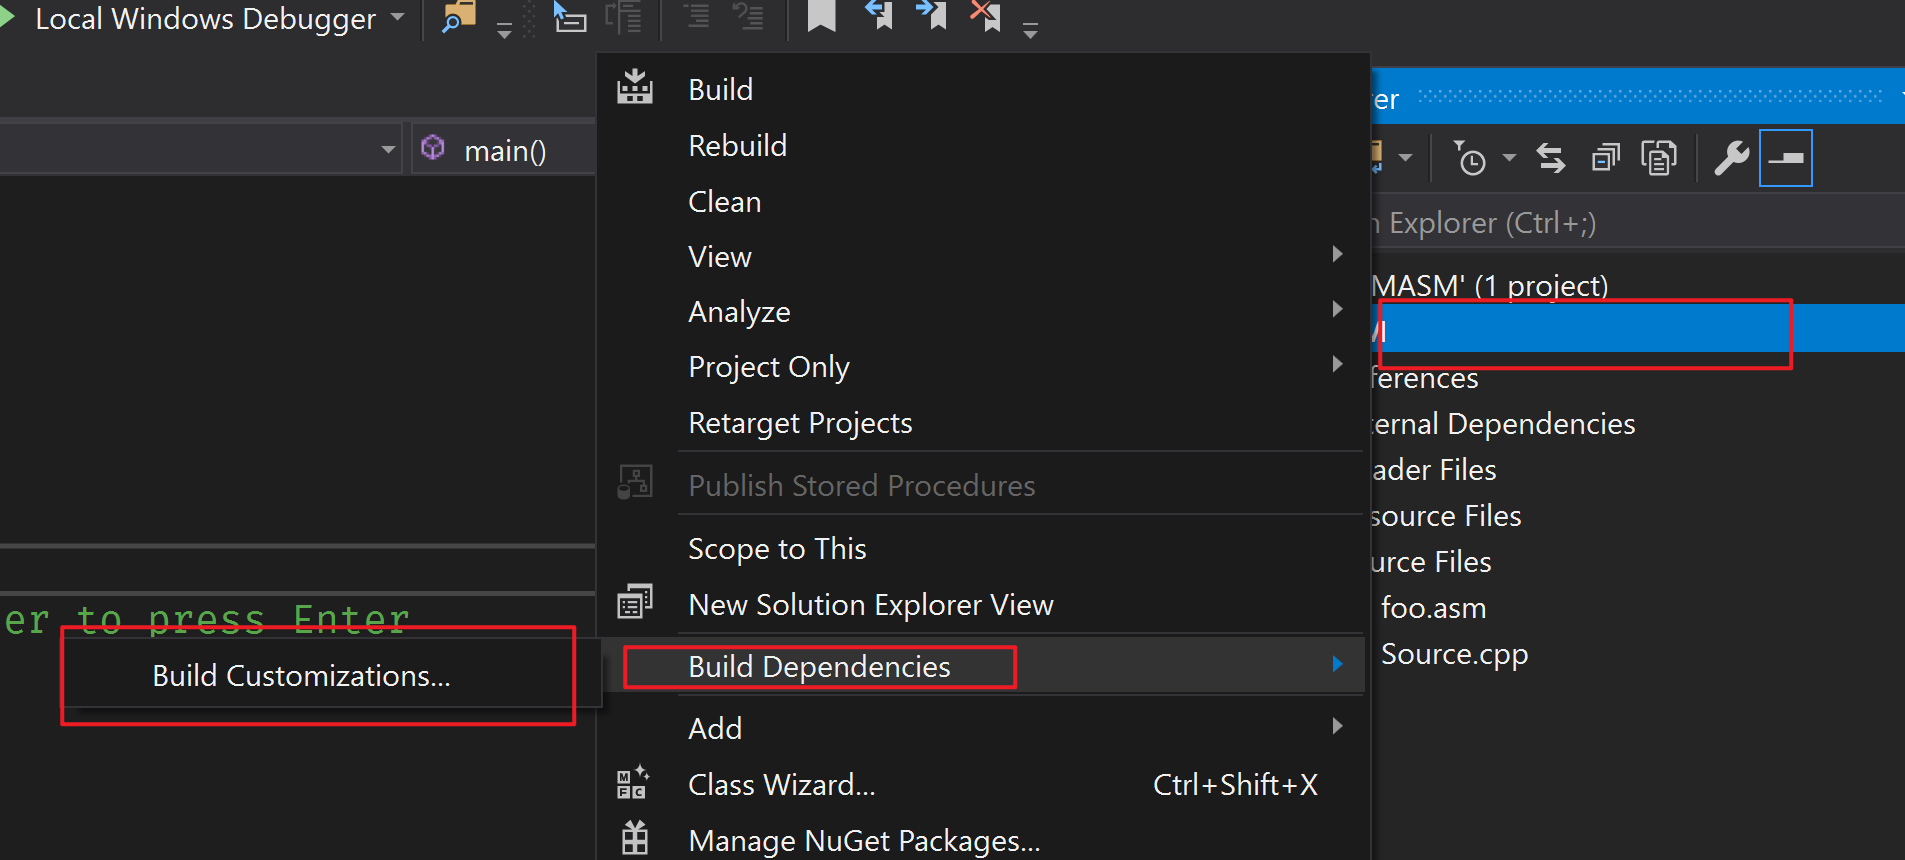 Local Windows Debugger
main()
Build
Rebuild
Clean
View
Analyze
Project Only
Retarget Projects
Publish Stored Procedures
Scope to This
New Solution Explorer View
Build Dependencies
Add
Class Wizard... Ctrl+Shift+X
Manage NuGet Packages...
Build Customizations...
er to press Enter
er
Explorer (Ctrl+;)
MASM' (1 project)
ferences
ernal Dependencies
ader Files
source Files
urce Files
foo.asm
Source.cpp